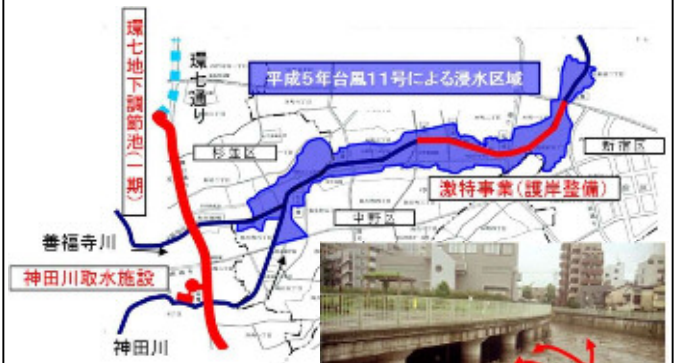 環七地下調節池(一期)
環七通り
平成5年台風11号による浸水区域
杉並区
新宿区
激特事業(護岸整備)
中野区
善福寺川
神田川取水施設
神田川